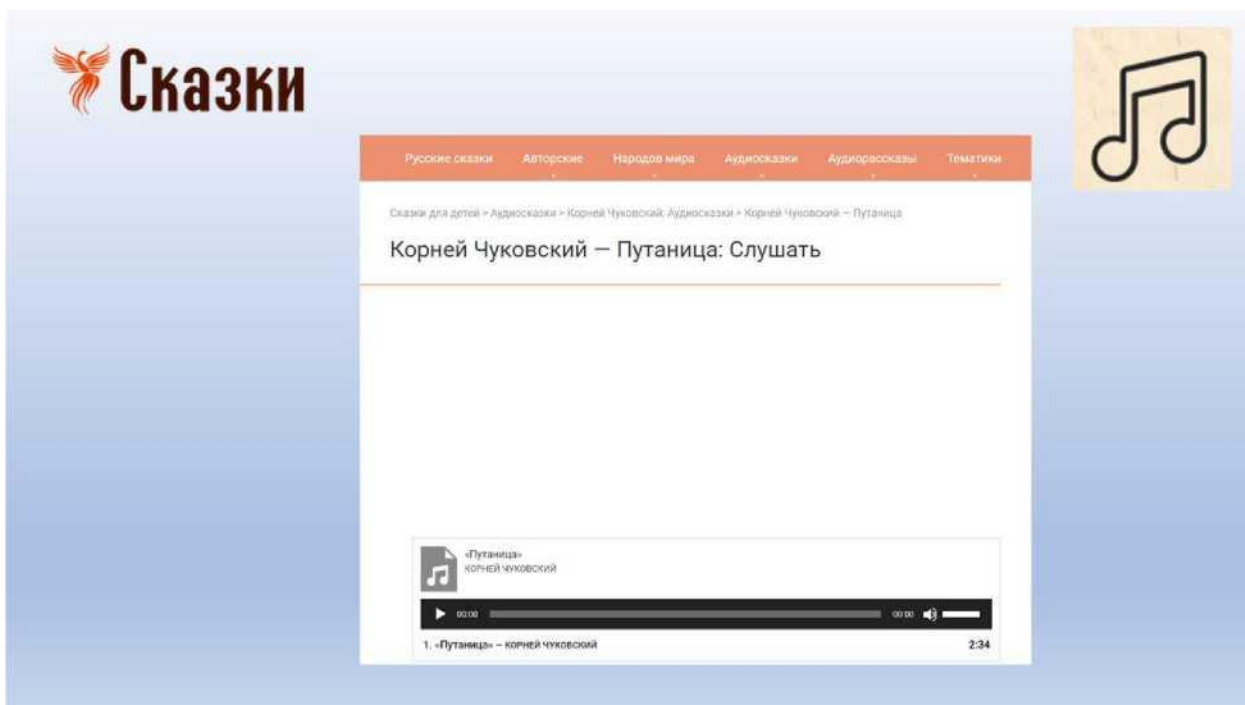 Сказки
Русские сказки Авторские Народов мира Аудиосказки Аудиорассказы Тематики
Сказки для детей » Аудиосказки » Корней Чуковский: Аудиосказки » Корней Чуковский — Путаница
Корней Чуковский — Путаница: Слушать
«Путаница»
КОРНЕЙ ЧУКОВСКИЙ
00:00 00:00
1. «Путаница» – КОРНЕЙ ЧУКОВСКИЙ 2:34